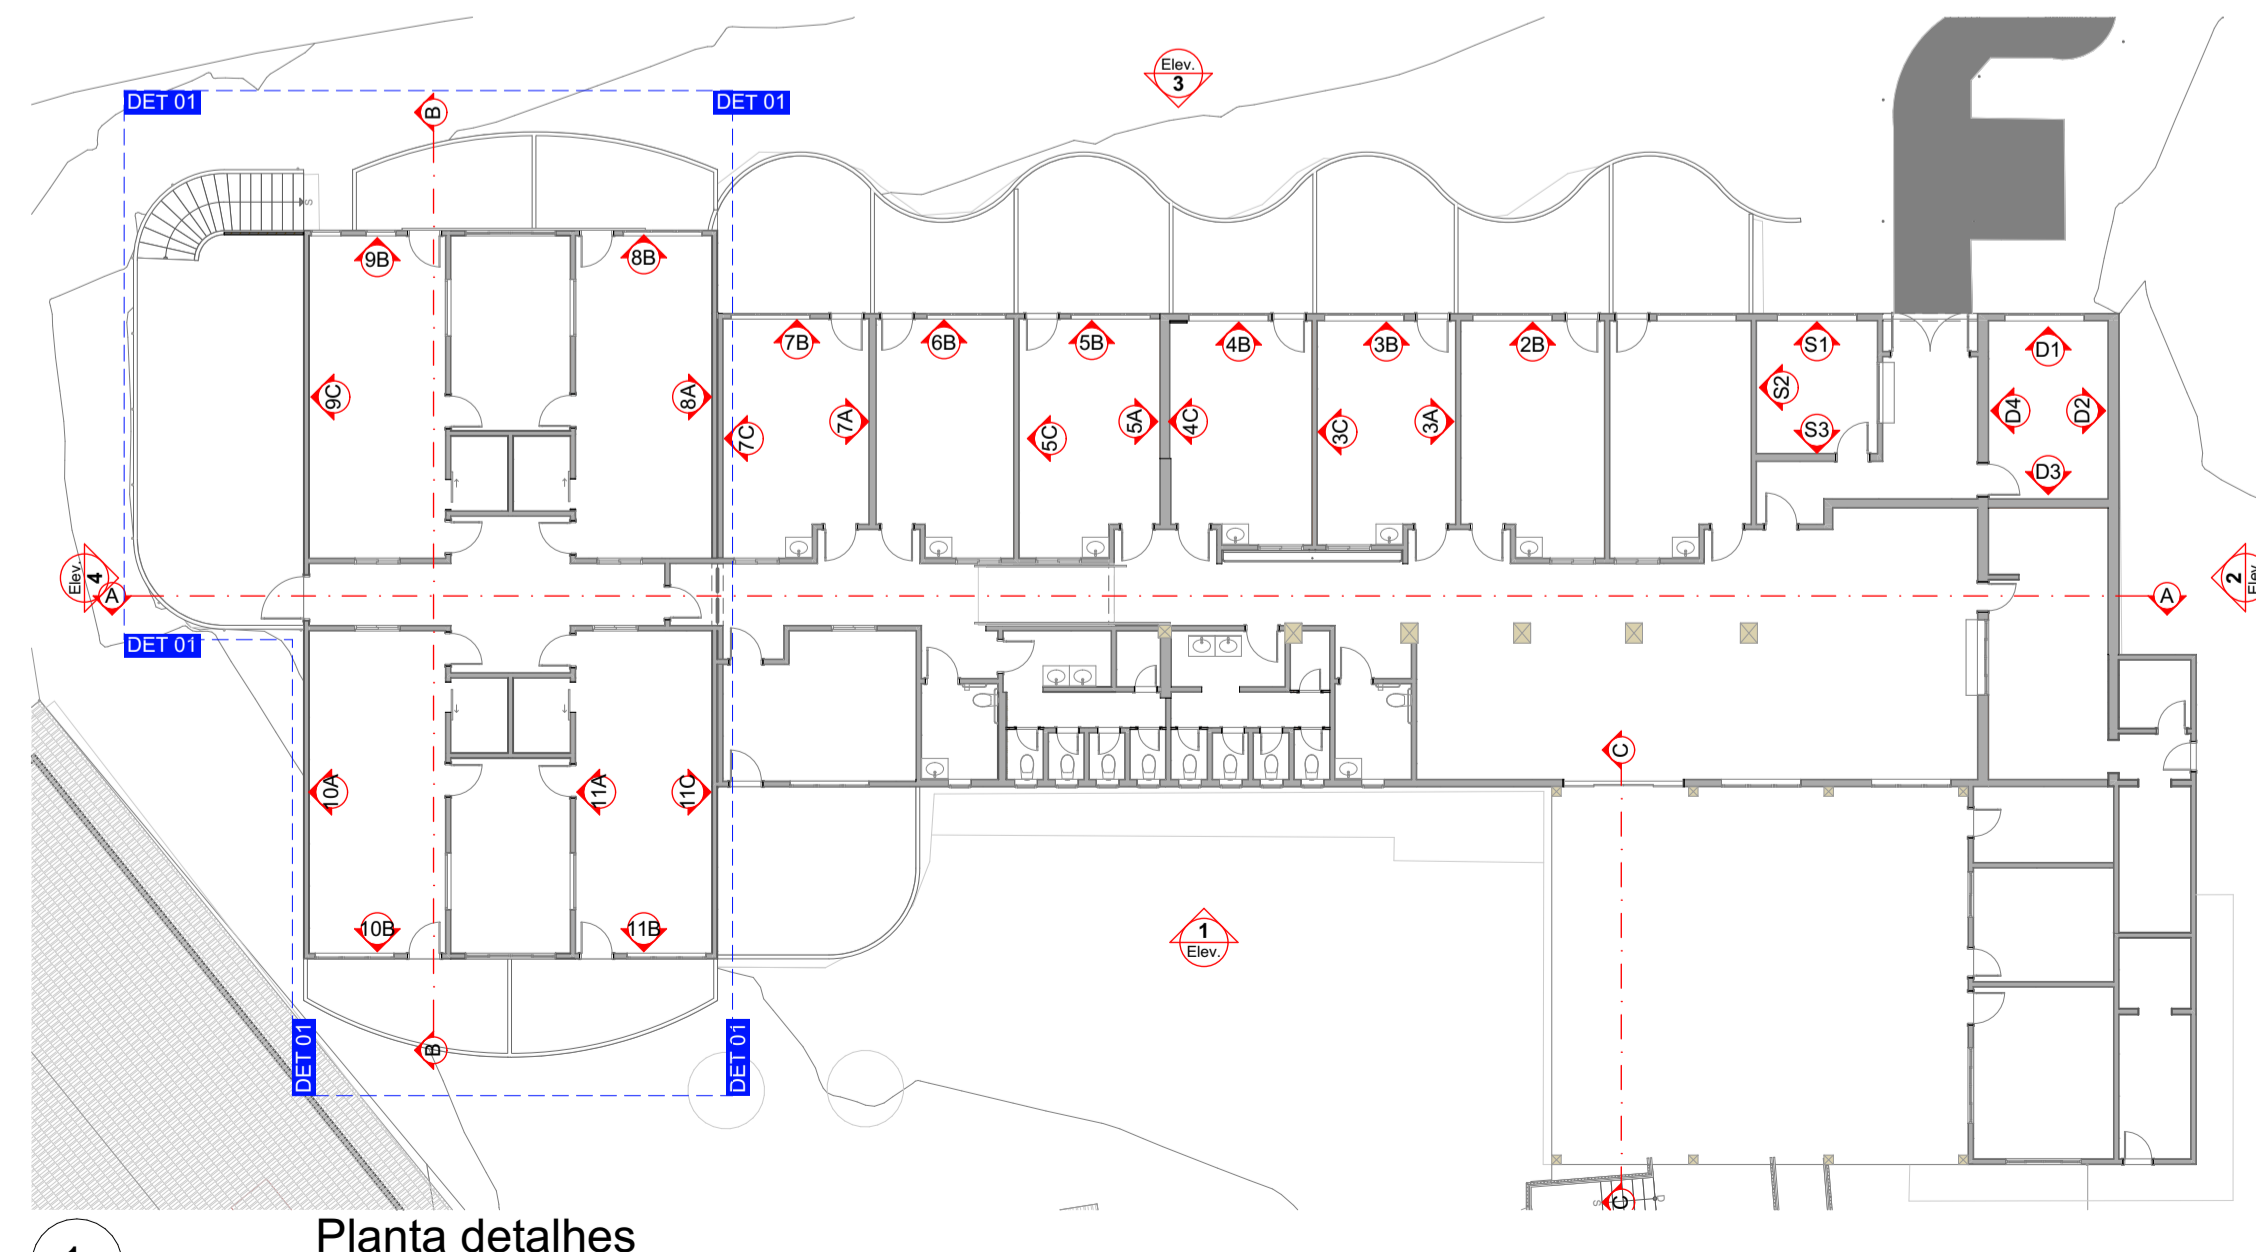 Elev.
3
DET 01
DET 01
B
S
9B
8B
7B
6B
5B
4B
3B
2B
S1
D1
9C
8A
S2
D4
D2
7C
7A
5C
5A
4C
3C
3A
S3
D3
Elev.
4
A
A
2
Elev.
DET 01
C
10A
11A
11C
10B
11B
1
Elev.
DET 01
DET 01
B
S
C
Planta detalhes